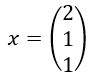 x = (2
1
1)